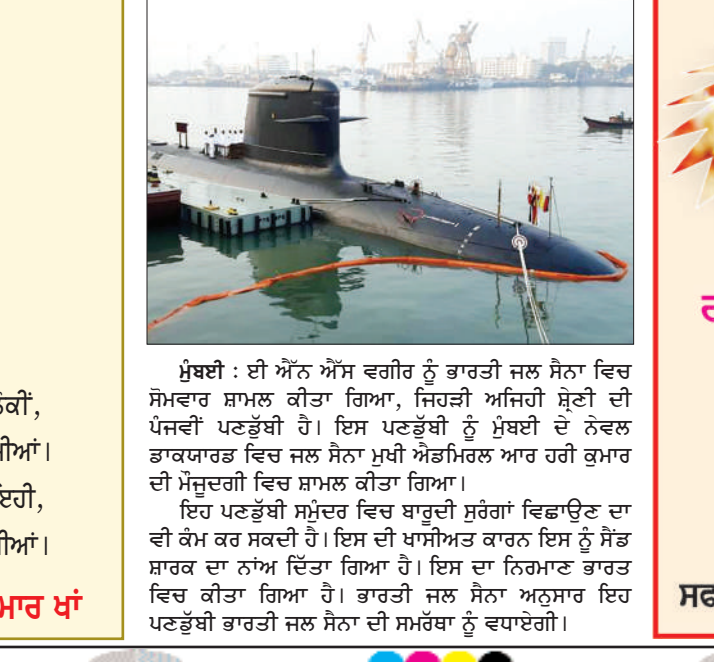 ੀਆਂ।
ਮਾਰ ਖਾਂ
ਮੁੰਬਈ : ਈ ਐੱਨ ਐੱਸ ਵਗੀਰ ਨੂੰ ਭਾਰਤੀ ਜਲ ਸੈਨਾ ਵਿਚ
ਸੋਮਵਾਰ ਸ਼ਾਮਲ ਕੀਤਾ ਗਿਆ, ਜਿਹੜੀ ਅਜਿਹੀ ਸ਼੍ਰੇਣੀ ਦੀ
ਪੰਜਵੀਂ ਪਣਡੁੱਬੀ ਹੈ। ਇਸ ਪਣਡੁੱਬੀ ਨੂੰ ਮੁੰਬਈ ਦੇ ਨੇਵਲ
ਡਾਕਯਾਰਡ ਵਿਚ ਜਲ ਸੈਨਾ ਮੁਖੀ ਐਡਮਿਰਲ ਆਰ ਹਰੀ ਕੁਮਾਰ
ਦੀ ਮੌਜੂਦਗੀ ਵਿਚ ਸ਼ਾਮਲ ਕੀਤਾ ਗਿਆ।
ਇਹ ਪਣਡੁੱਬੀ ਸਮੁੰਦਰ ਵਿਚ ਬਾਰੂਦੀ ਸੁਰੰਗਾਂ ਵਿਛਾਉਣ ਦਾ
ਵੀ ਕੰਮ ਕਰ ਸਕਦੀ ਹੈ। ਇਸ ਦੀ ਖਾਸੀਅਤ ਕਾਰਨ ਇਸ ਨੂੰ ਸੈਂਡ
ਸ਼ਾਰਕ ਦਾ ਨਾਂਅ ਦਿੱਤਾ ਗਿਆ ਹੈ। ਇਸ ਦਾ ਨਿਰਮਾਣ ਭਾਰਤ
ਵਿਚ ਕੀਤਾ ਗਿਆ ਹੈ। ਭਾਰਤੀ ਜਲ ਸੈਨਾ ਅਨੁਸਾਰ ਇਹ
ਪਣਡੁੱਬੀ ਭਾਰਤੀ ਜਲ ਸੈਨਾ ਦੀ ਸਮਰੱਥਾ ਨੂੰ ਵਧਾਏਗੀ।